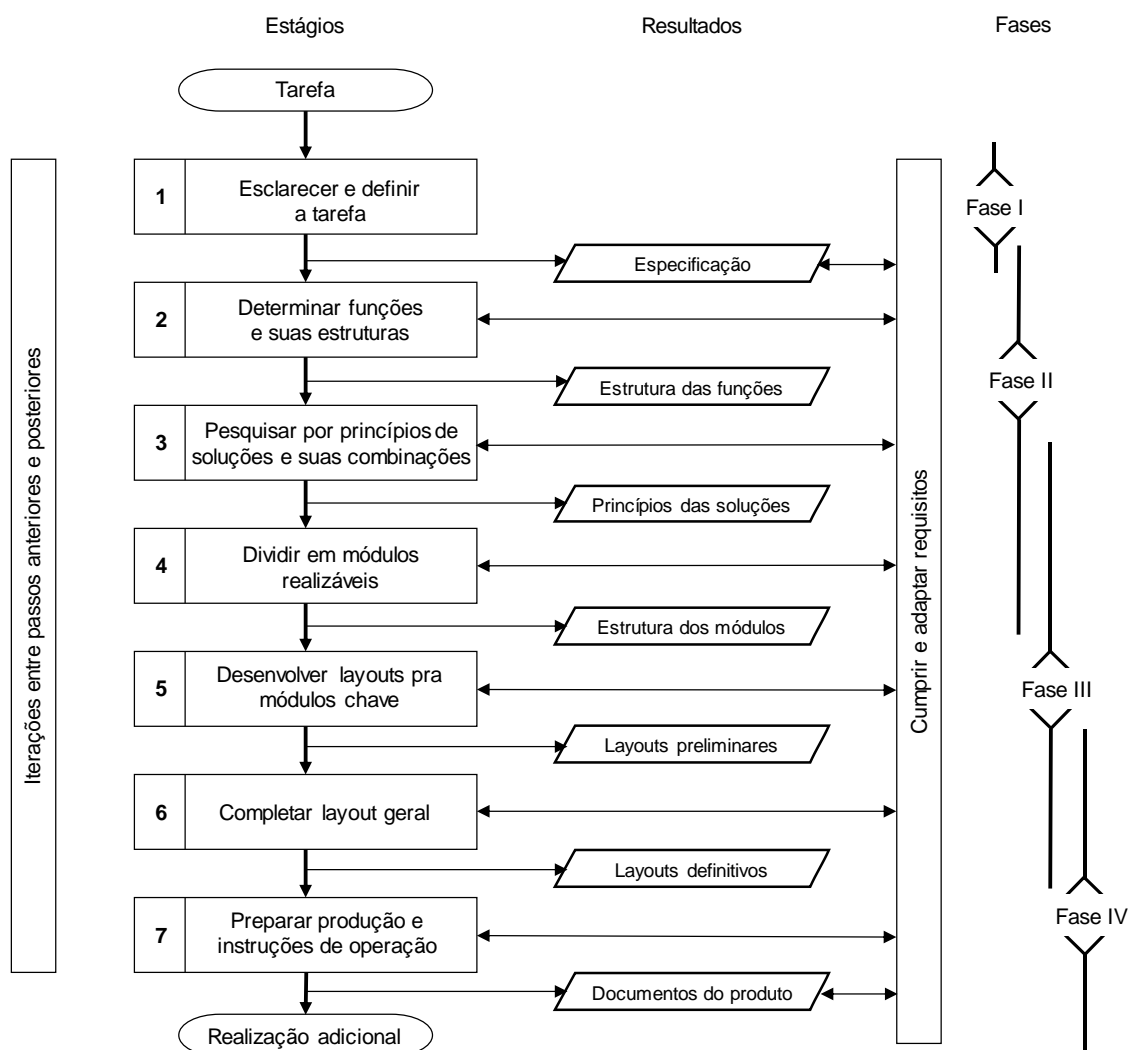 Estágios
Resultados
Fases
Tarefa
Iterações entre passos anteriores e posteriores
1
Esclarecer e definir
a tarefa
Fase I
Especificação
2
Determinar funções
e suas estruturas
Estrutura das funções
Fase II
3
Pesquisar por princípios de
soluções e suas combinações
Princípios das soluções
Cumprir e adaptar requisitos
4
Dividir em módulos
realizáveis
Estrutura dos módulos
5
Desenvolver layouts pra
módulos chave
Fase III
Layouts preliminares
6
Completar layout geral
Layouts definitivos
7
Preparar produção e
instruções de operação
Fase IV
Documentos do produto
Realização adicional